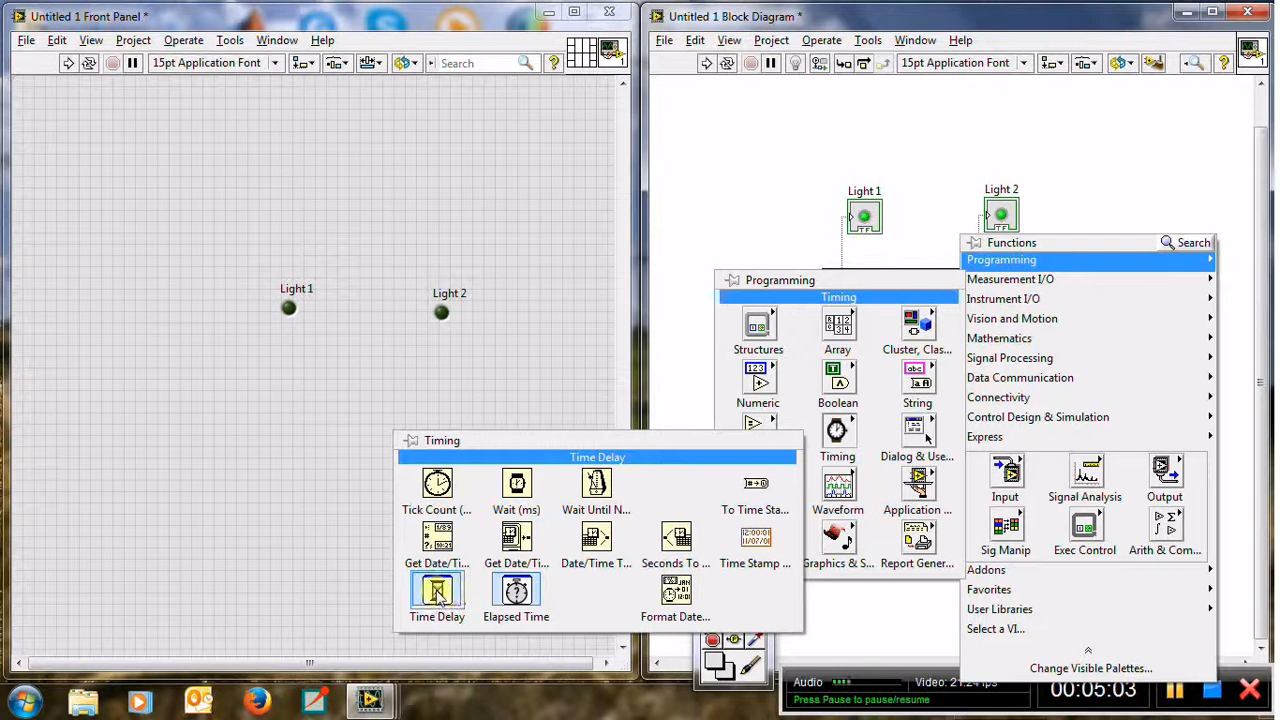 Untitled 1 Front Panel *
File Edit View Project Operate Tools Window Help
15pt Application Font
Search
Light 1
Light 2
Untitled 1 Block Diagram *
File Edit View Project Operate Tools Window Help
15pt Application Font
Light 1
Light 2
TF
TF
Functions
Search
Programming
Measurement I/O
Instrument I/O
Vision and Motion
Mathematics
Signal Processing
Data Communication
Connectivity
Control Design & Simulation
Express
Input Signal Analysis Output
Sig Manip Exec Control Arith & Com...
Addons
Favorites
User Libraries
Select a VI...
Change Visible Palettes...
Programming
Timing
Structures Array Cluster, Clas...
Numeric Boolean String
Timing Dialog & Use...
Waveform Application ...
Graphics & S... Report Gener...
Timing
Time Delay
Tick Count (... Wait (ms) Wait Until N... To Time Sta...
Get Date/Ti... Get Date/Ti... Date/Time T... Seconds To ... Time Stamp ...
Time Delay Elapsed Time Format Date...
Audio
Video: 21.24 fps
Press Pause to pause/resume
00:05:03